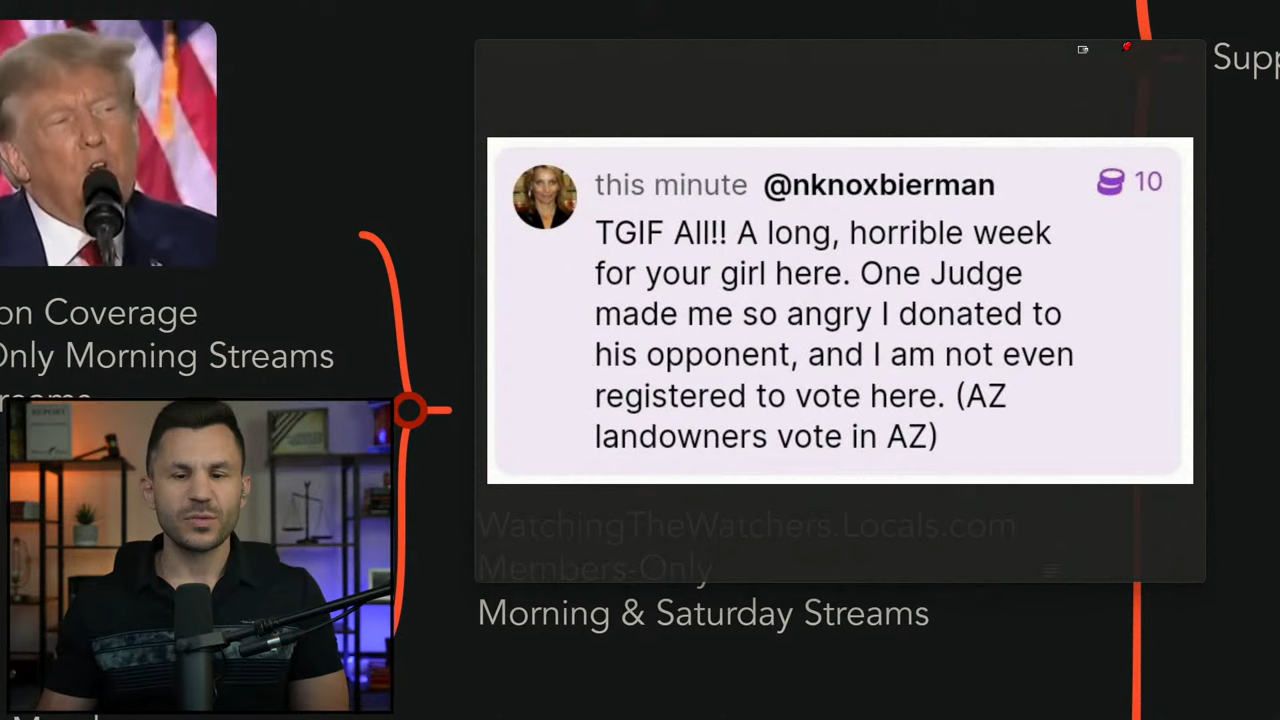 Supp
this minute @nknoxbierman
10
TGIF All!! A long, horrible week
for your girl here. One Judge
made me so angry I donated to
his opponent, and I am not even
registered to vote here. (AZ
landowners vote in AZ)
on Coverage
Only Morning Streams
reams
REPORT
WatchingTheWatchers.Locals.com
Members-Only
Morning & Saturday Streams